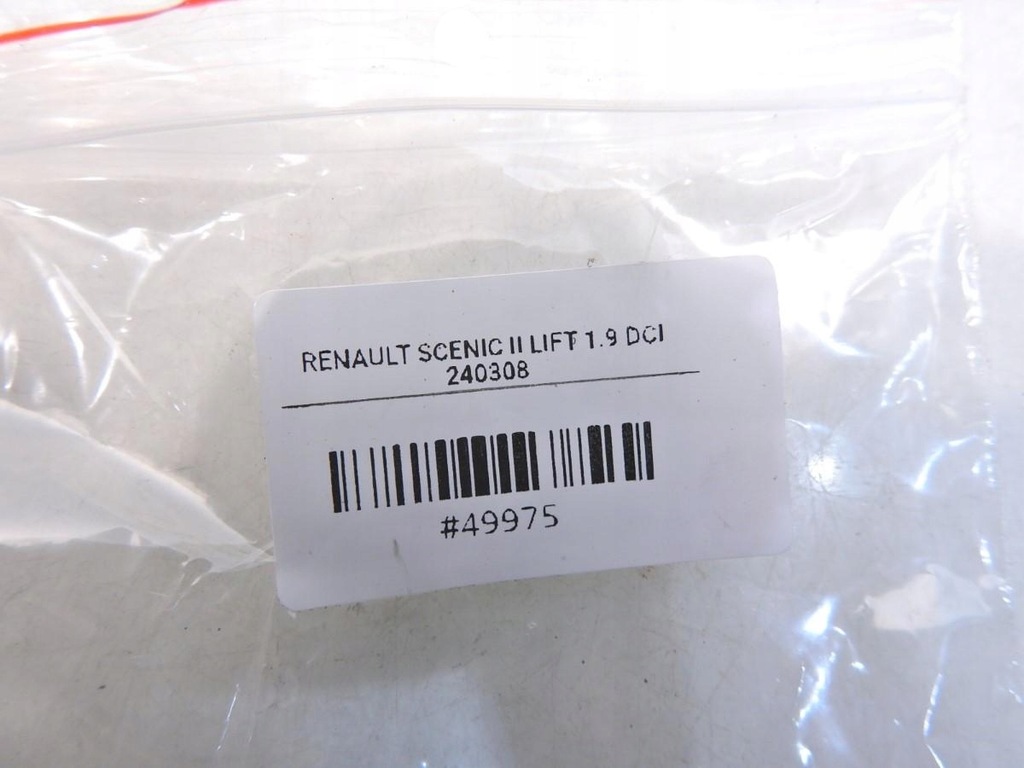 RENAULT SCENIC II LIFT 1.9 DCI
240308
#49975